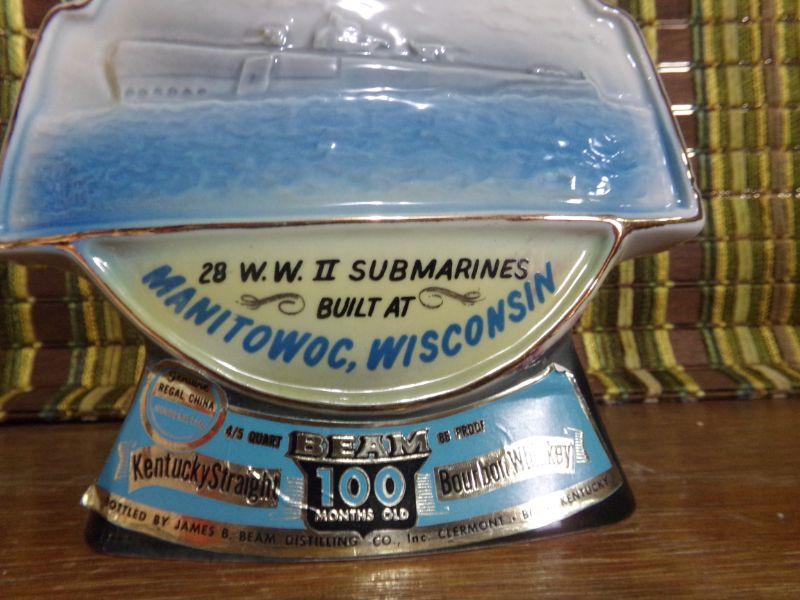 28 W.W. II SUBMARINES
BUILT AT
MANITOWOC, WISCONSIN
Genuine
REGAL CHINA
4/5 QUART BEAM 86 PROOF
Kentucky Straight 100 Bourbon Whiskey
MONTHS OLD
BOTTLED BY JAMES B. BEAM DISTILLING CO., Inc. CLERMONT - KENTUCKY